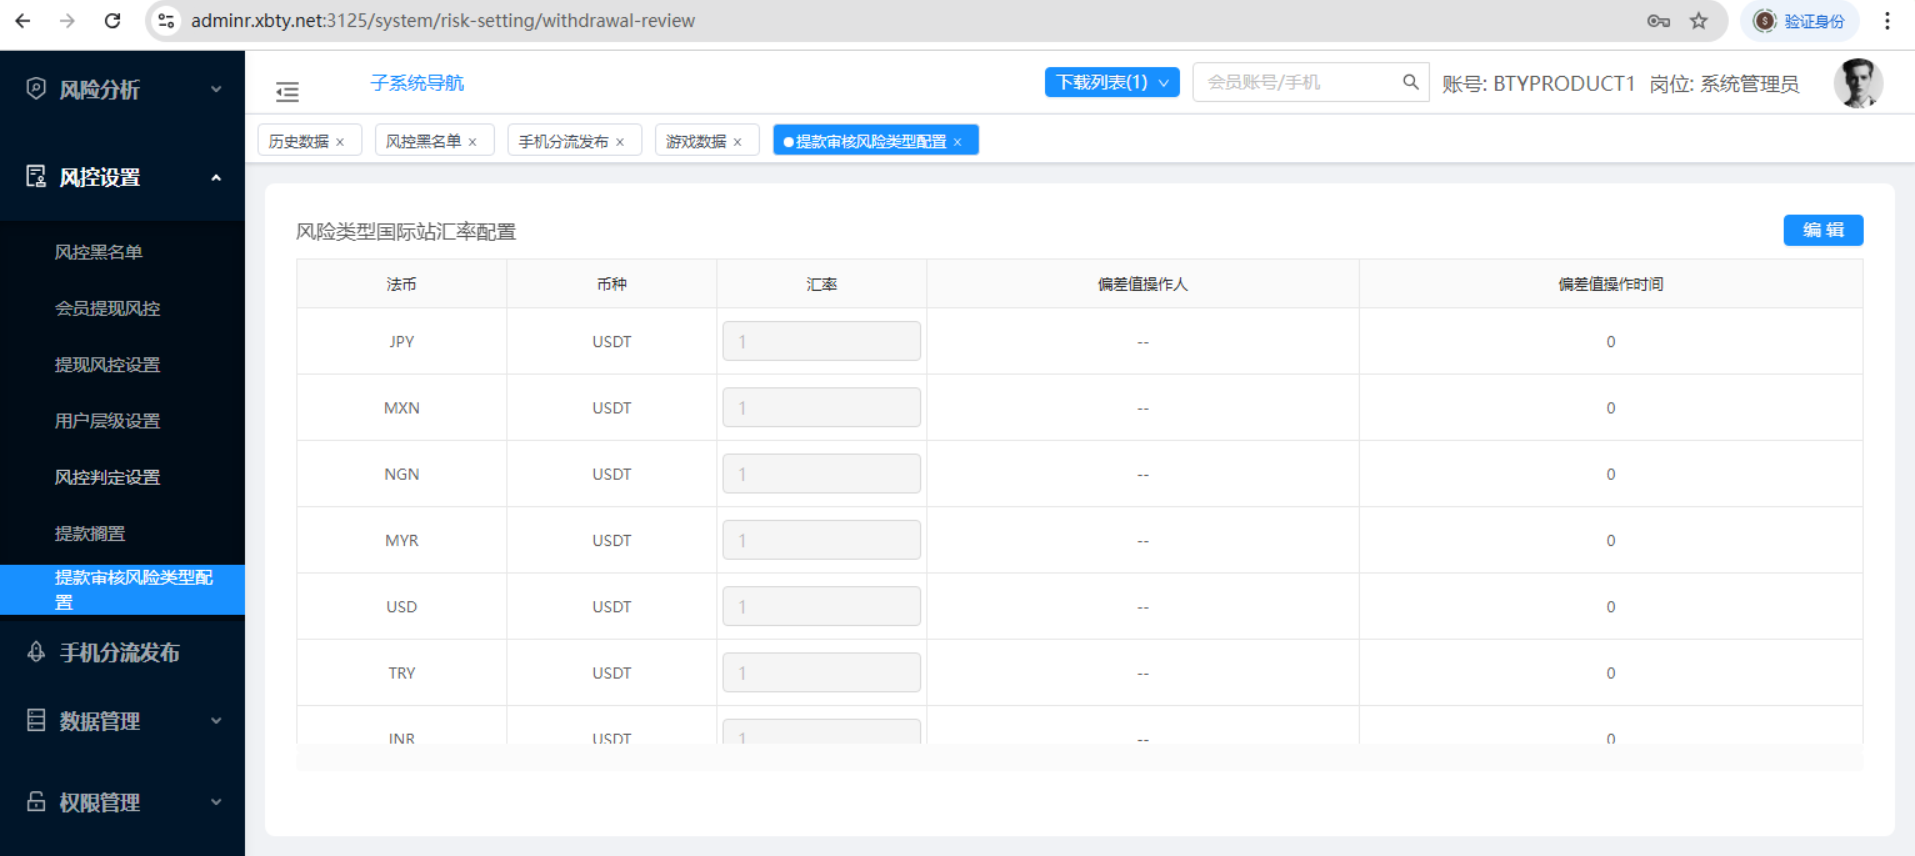 adminr.xbty.net:3125/system/risk-setting/withdrawal-review
验证身份
风险分析
子系统导航
下载列表(1)
会员账号/手机
账号: BTYPRODUCT1 岗位: 系统管理员
历史数据 ×
风控黑名单 ×
手机分流发布 ×
游戏数据 ×
提款审核风险类型配置 ×
风控设置
风控黑名单
会员提现风控
提现风控设置
用户层级设置
风控判定设置
提款搁置
提款审核风险类型配
置
手机分流发布
数据管理
权限管理
风险类型国际站汇率配置
编 辑
法币 币种 汇率 偏差值操作人 偏差值操作时间
JPY USDT 1 -- 0
MXN USDT 1 -- 0
NGN USDT 1 -- 0
MYR USDT 1 -- 0
USD USDT 1 -- 0
TRY USDT 1 -- 0
INR USDT 1 -- 0